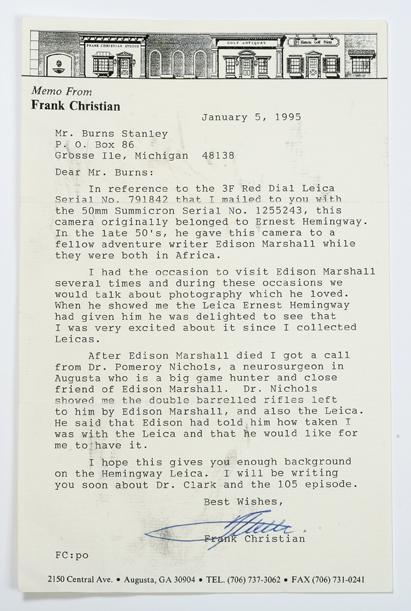 FRANK CHRISTIAN STUDIO
GOLF ANTIQUES
Historic Golf Prints
Memo From
Frank Christian
January 5, 1995
Mr. Burns Stanley
P. O. Box 86
Grosse Ile, Michigan 48138
Dear Mr. Burns:
In reference to the 3F Red Dial Leica
Serial No. 791842 that I mailed to you with
the 50mm Summicron Serial No. 1255243, this
camera originally belonged to Ernest Hemingway.
In the late 50's, he gave this camera to a
fellow adventure writer Edison Marshall while
they were both in Africa.
I had the occasion to visit Edison Marshall
several times and during these occasions we
would talk about photography which he loved.
When he showed me the Leica Ernest Hemingway
had given him he was delighted to see that
I was very excited about it since I collected
Leicas.
After Edison Marshall died I got a call
from Dr. Pomeroy Nichols, a neurosurgeon in
Augusta who is a big game hunter and close
friend of Edison Marshall. Dr. Nichols
showed me the double barrelled rifles left
to him by Edison Marshall, and also the Leica.
He said that Edison had told him how taken I
was with the Leica and that he would like for
me to have it.
I hope this gives you enough background
on the Hemingway Leica. I will be writing
you soon about Dr. Clark and the 105 episode.
Best Wishes,
Frank Christian
FC:po
2150 Central Ave. • Augusta, GA 30904 • TEL. (706) 737-3062 • FAX (706) 731-0241